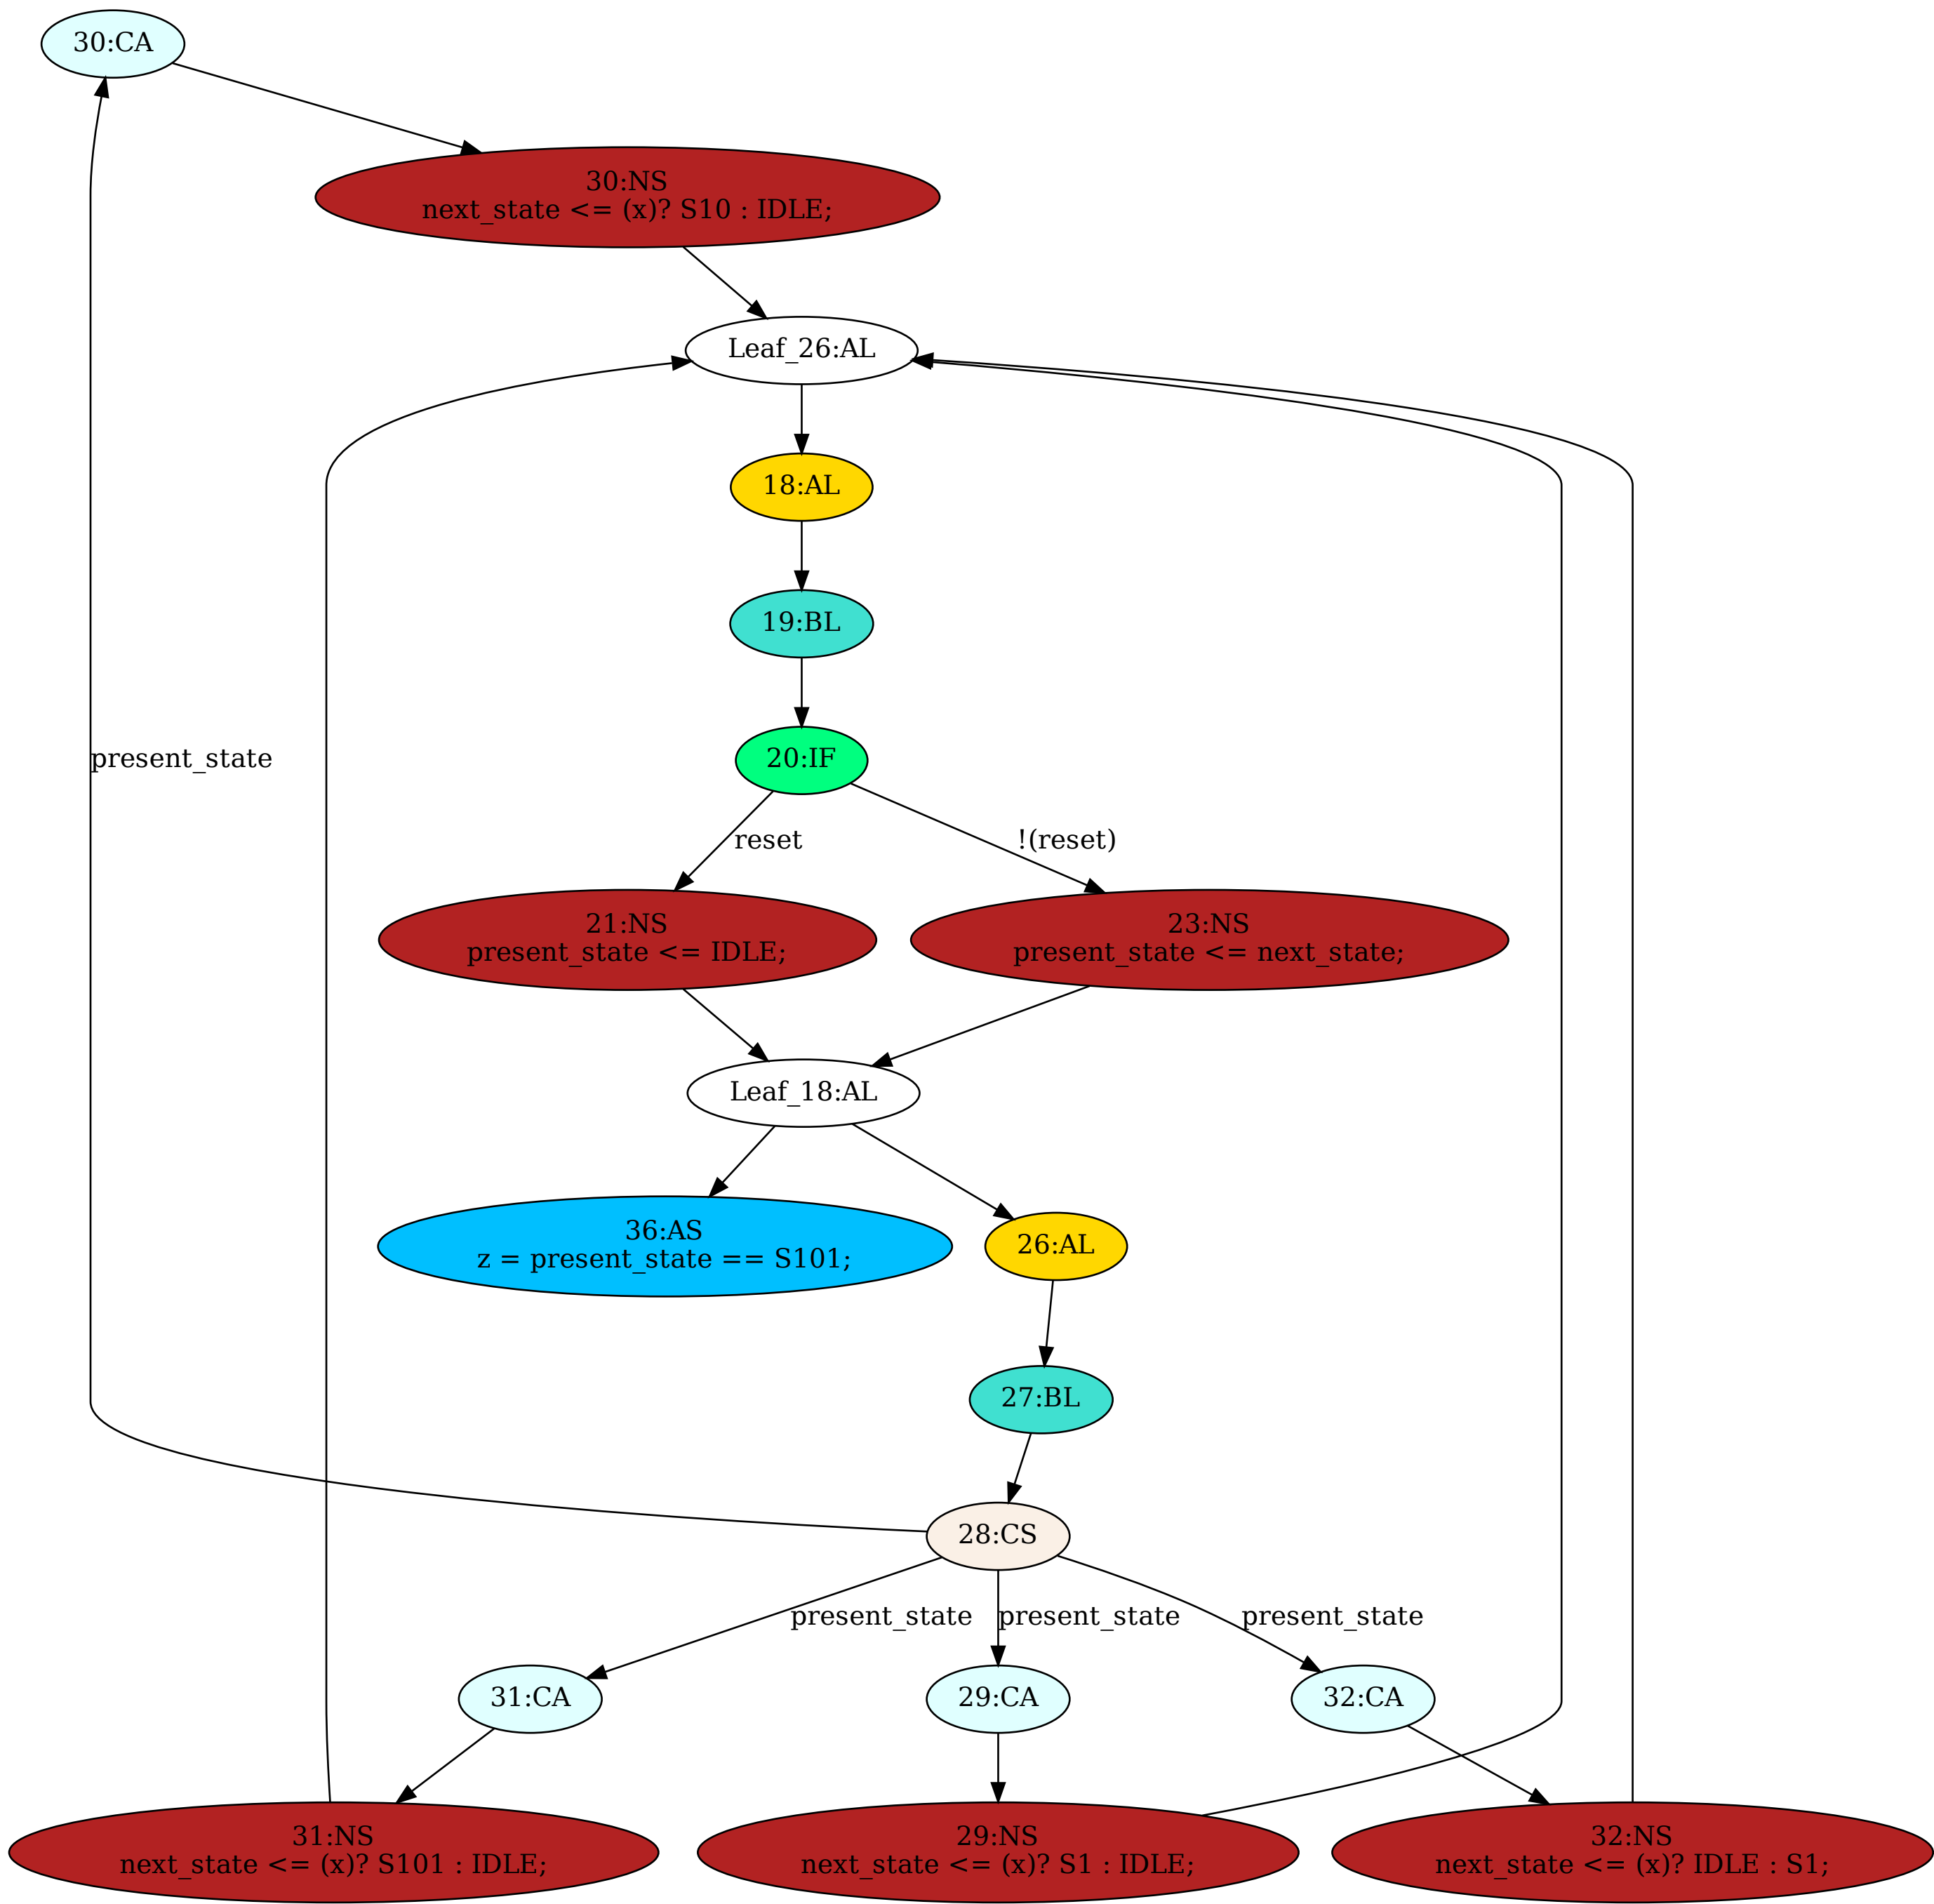 30:CA
30:NS
next_state <= (x)? S10 : IDLE;
Leaf_26:AL
18:AL
19:BL
20:IF
present_state
reset
!(reset)
21:NS
present_state <= IDLE;
23:NS
present_state <= next_state;
Leaf_18:AL
36:AS
z = present_state == S101;
26:AL
27:BL
28:CS
present_state
present_state
present_state
31:CA
29:CA
32:CA
31:NS
next_state <= (x)? S101 : IDLE;
29:NS
next_state <= (x)? S1 : IDLE;
32:NS
next_state <= (x)? IDLE : S1;